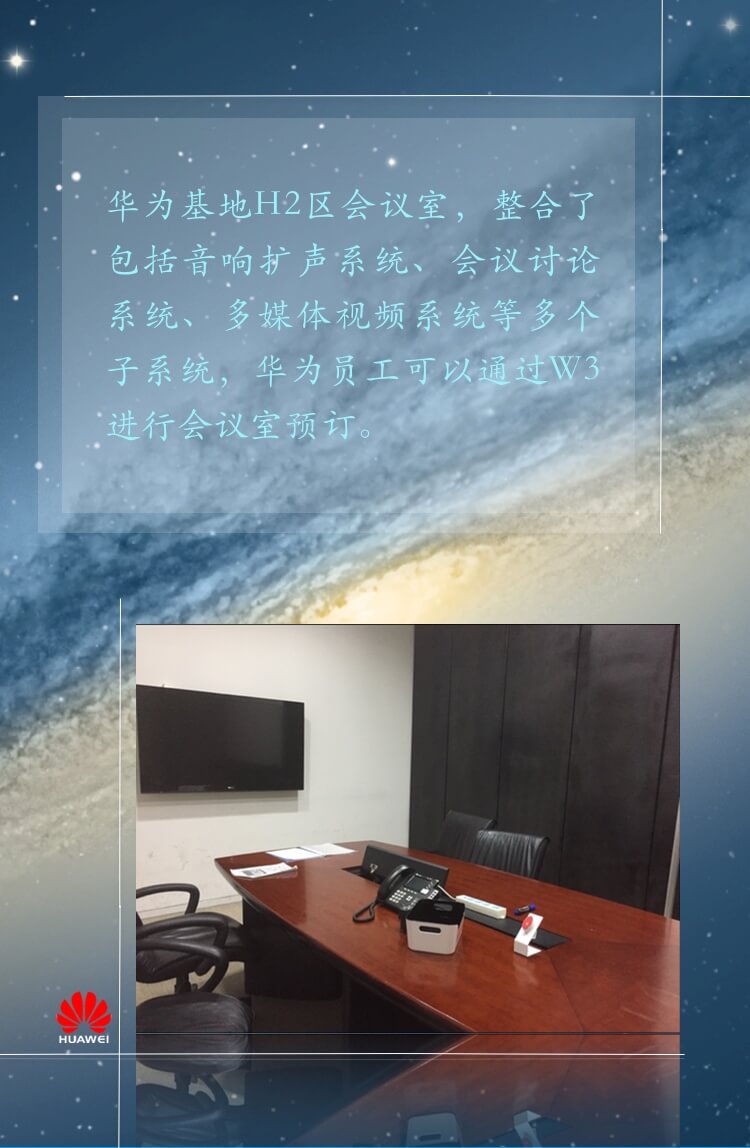 华为基地H2区会议室，整合了
包括音响扩声系统、会议讨论
系统、多媒体视频系统等多个
子系统，华为员工可以通过W3
进行会议室预订。
HUAWEI